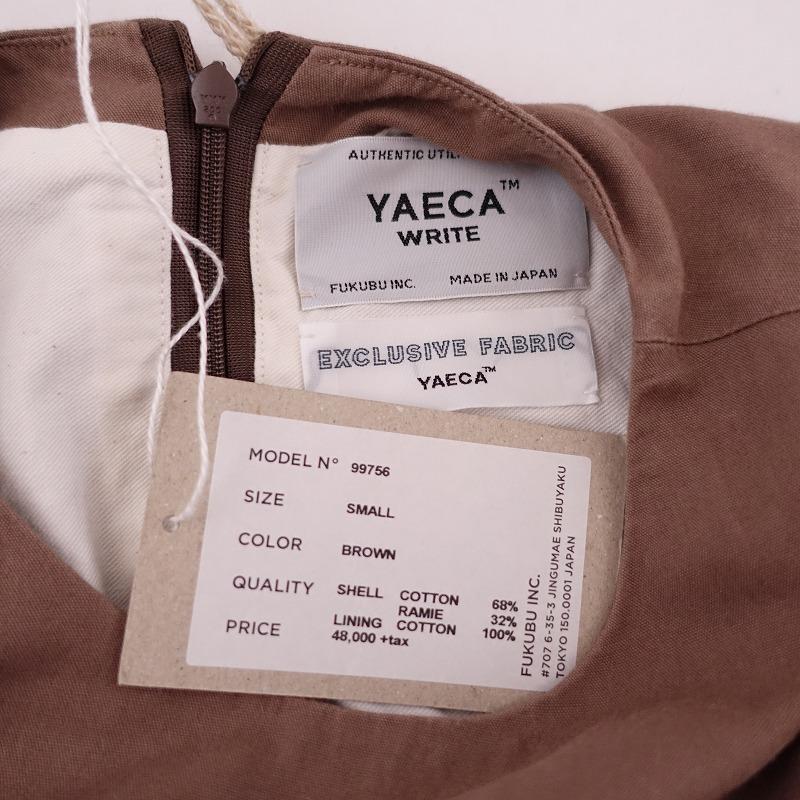 AUTHENTIC
YAECA™
WRITE
FUKUBU INC. MADE IN JAPAN
EXCLUSIVE FABRIC
YAECA™
MODEL N° 99756
SIZE SMALL
COLOR BROWN
QUALITY SHELL COTTON 68%
RAMIE 32%
LINING COTTON 100%
PRICE 48,000 +tax
FUKUBU INC.
#707 6-35-3 JINGUMAE SHIBUYAKU
TOKYO 150.0001 JAPAN